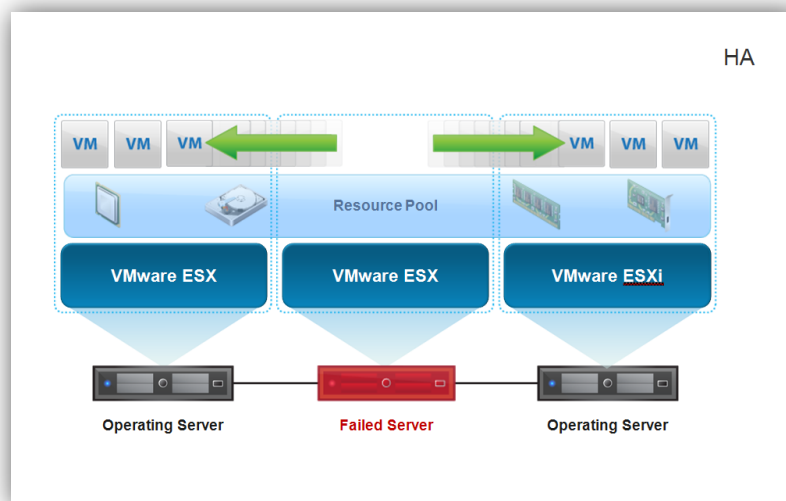 HA
VM VM VM VM VM VM
Resource Pool
VMware ESX VMware ESX VMware ESXi
Operating Server Failed Server Operating Server